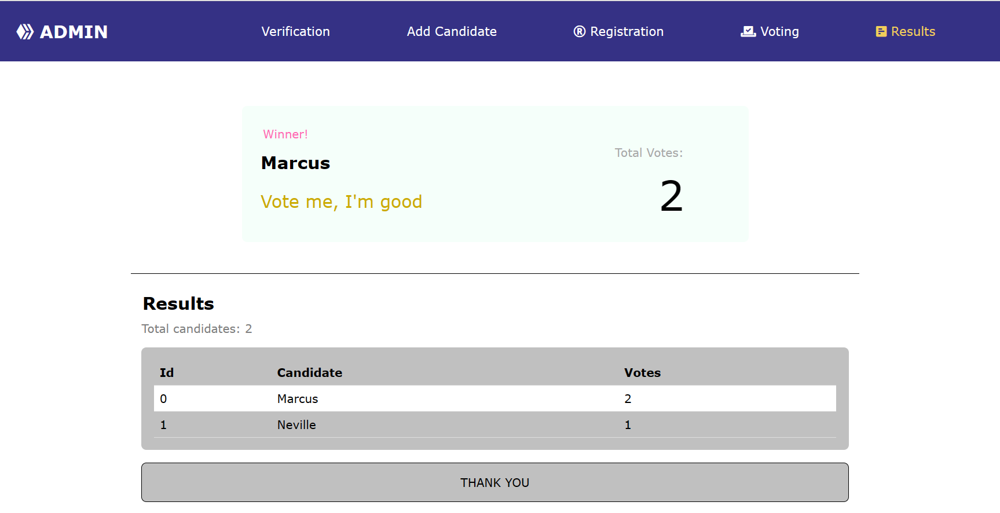 ADMIN Verification Add Candidate ® Registration Voting Results
Winner!
Marcus
Vote me, I'm good
Total Votes:
2
Results
Total candidates: 2
Id Candidate Votes
0 Marcus 2
1 Neville 1
THANK YOU